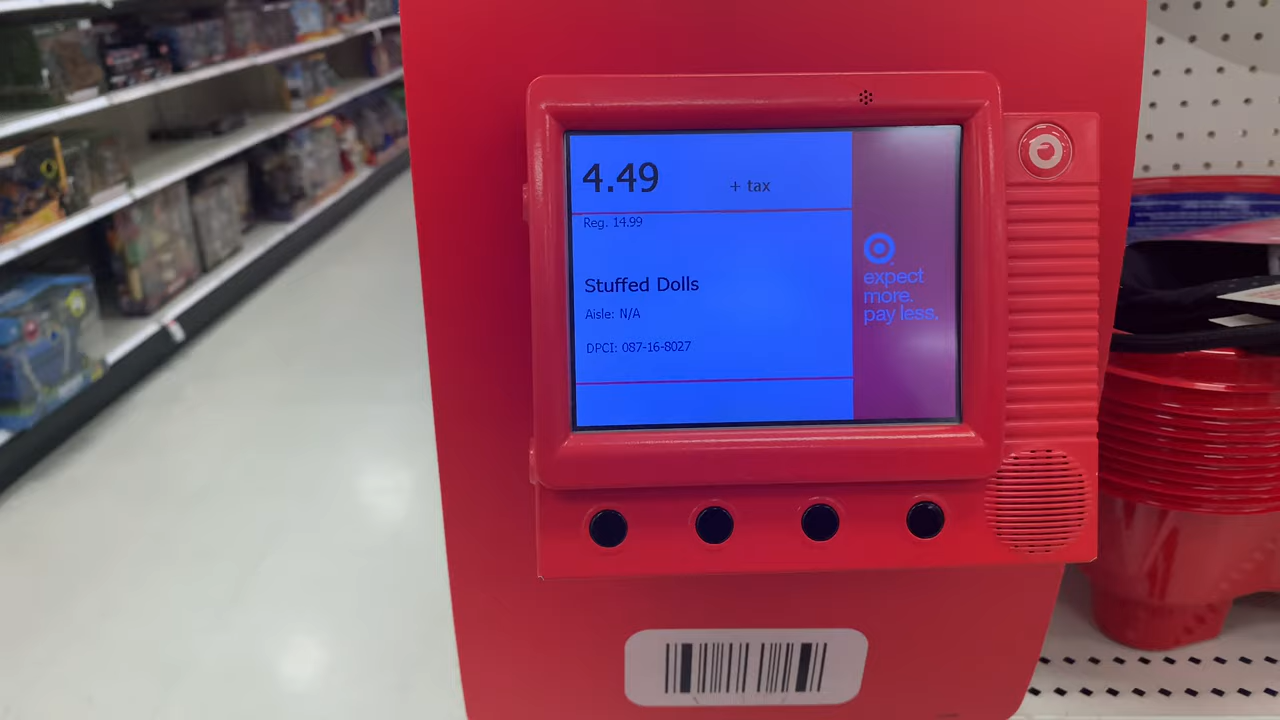 4.49 + tax
Reg. 14.99
Stuffed Dolls
Aisle: N/A
DPCI: 087-16-8027
expect
more.
pay less.